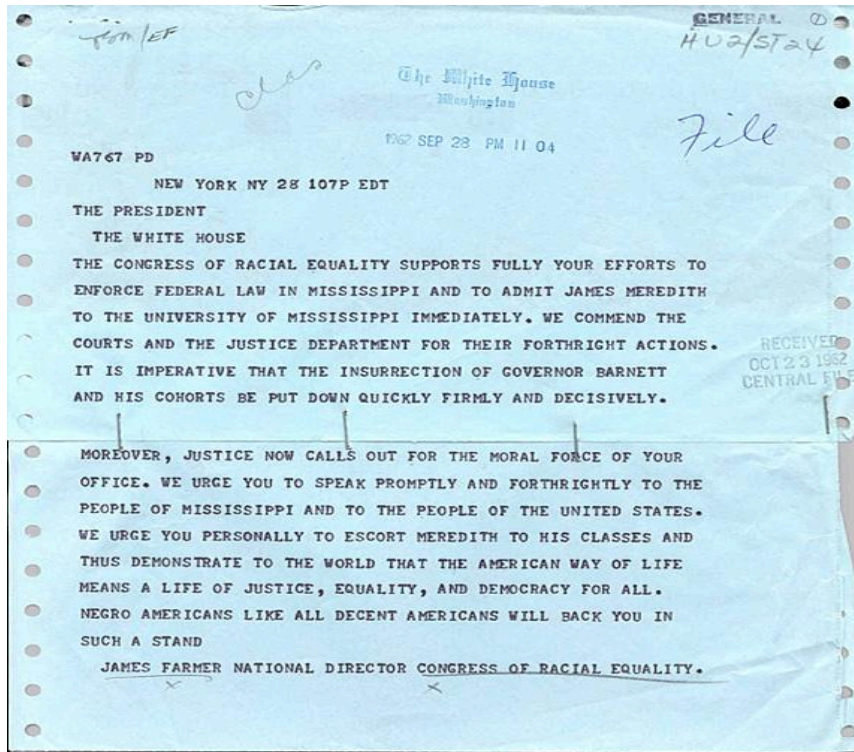 GENERAL
HU2/ST24
clas
The White House
Washington
1962 SEP 28 PM 11 04
File
WA767 PD
NEW YORK NY 28 107P EDT
THE PRESIDENT
THE WHITE HOUSE
THE CONGRESS OF RACIAL EQUALITY SUPPORTS FULLY YOUR EFFORTS TO
ENFORCE FEDERAL LAW IN MISSISSIPPI AND TO ADMIT JAMES MEREDITH
TO THE UNIVERSITY OF MISSISSIPPI IMMEDIATELY. WE COMMEND THE
COURTS AND THE JUSTICE DEPARTMENT FOR THEIR FORTHRIGHT ACTIONS.
IT IS IMPERATIVE THAT THE INSURRECTION OF GOVERNOR BARNETT
AND HIS COHORTS BE PUT DOWN QUICKLY FIRMLY AND DECISIVELY.
RECEIVED
OCT 23 1962
CENTRAL FILE
MOREOVER, JUSTICE NOW CALLS OUT FOR THE MORAL FORCE OF YOUR
OFFICE. WE URGE YOU TO SPEAK PROMPTLY AND FORTHRIGHTLY TO THE
PEOPLE OF MISSISSIPPI AND TO THE PEOPLE OF THE UNITED STATES.
WE URGE YOU PERSONALLY TO ESCORT MEREDITH TO HIS CLASSES AND
THUS DEMONSTRATE TO THE WORLD THAT THE AMERICAN WAY OF LIFE
MEANS A LIFE OF JUSTICE, EQUALITY, AND DEMOCRACY FOR ALL.
NEGRO AMERICANS LIKE ALL DECENT AMERICANS WILL BACK YOU IN
SUCH A STAND
JAMES FARMER NATIONAL DIRECTOR CONGRESS OF RACIAL EQUALITY.